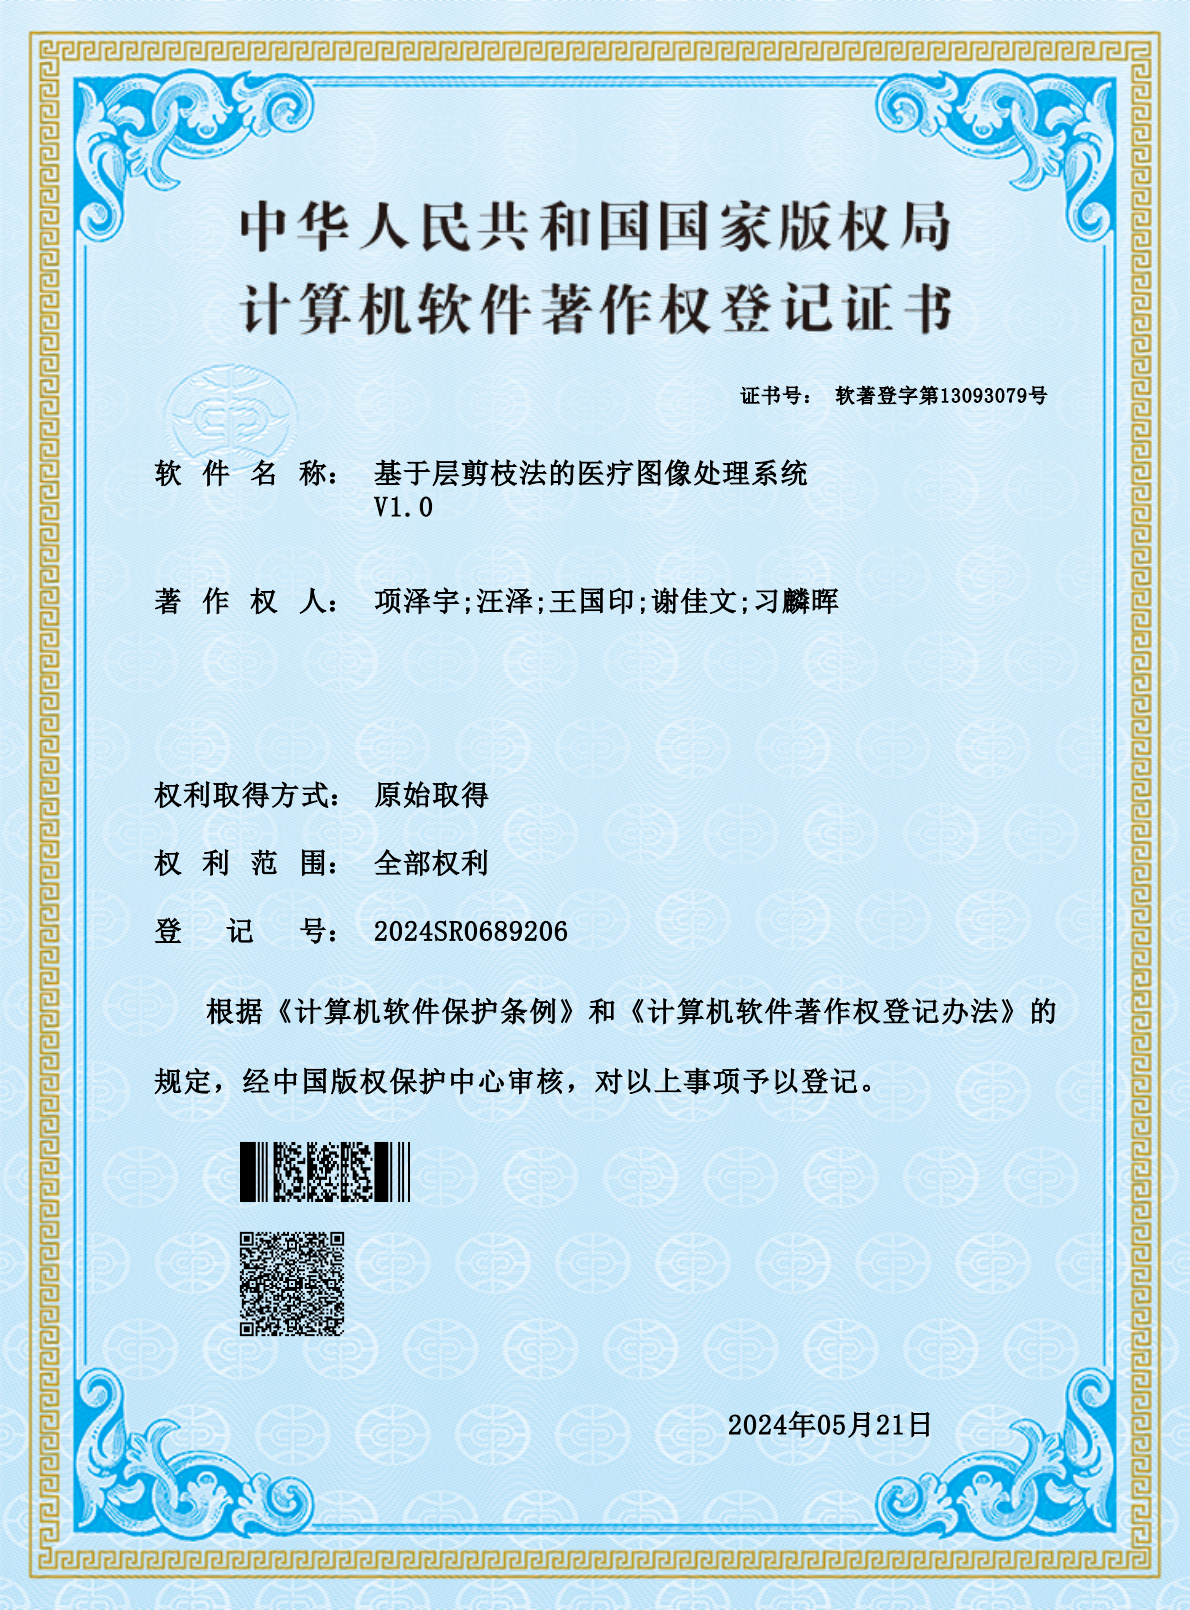 中华人民共和国国家版权局
计算机软件著作权登记证书
证书号： 软著登字第13093079号
软件名称： 基于层剪枝法的医疗图像处理系统
V1.0
著作权人： 项泽宇;汪泽;王国印;谢佳文;习麟晖
权利取得方式： 原始取得
权利范围： 全部权利
登记号： 2024SR0689206
根据《计算机软件保护条例》和《计算机软件著作权登记办法》的
规定，经中国版权保护中心审核，对以上事项予以登记。
2024年05月21日